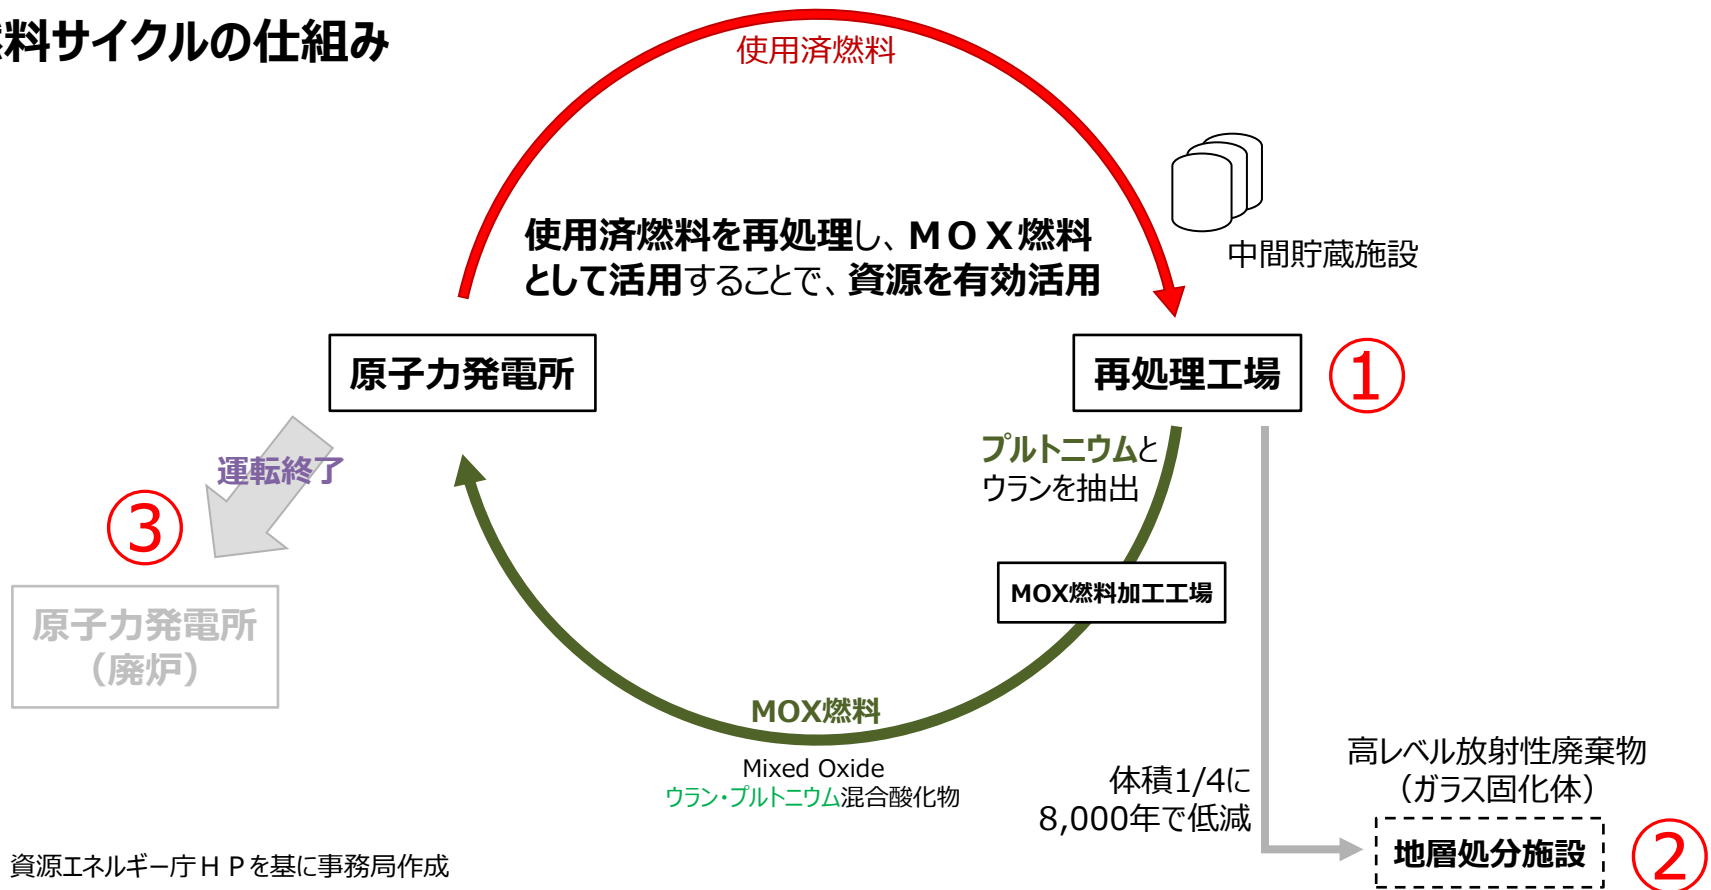 料サイクルの仕組み
使用済燃料
使用済燃料を再処理し、ＭＯＸ燃料
として活用することで、資源を有効活用
中間貯蔵施設
原子力発電所
再処理工場
①
プルトニウムと
ウランを抽出
運転終了
③
MOX燃料加工工場
原子力発電所
（廃炉）
MOX燃料
Mixed Oxide
ウラン・プルトニウム混合酸化物
体積1/4に
8,000年で低減
高レベル放射性廃棄物
（ガラス固化体）
地層処分施設
②
資源エネルギー庁ＨＰを基に事務局作成